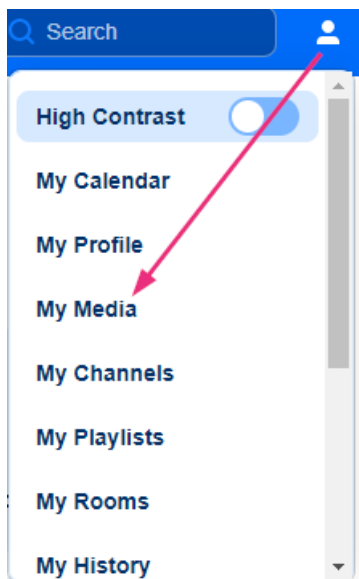 Search
High Contrast
My Calendar
My Profile
My Media
My Channels
My Playlists
My Rooms
My History